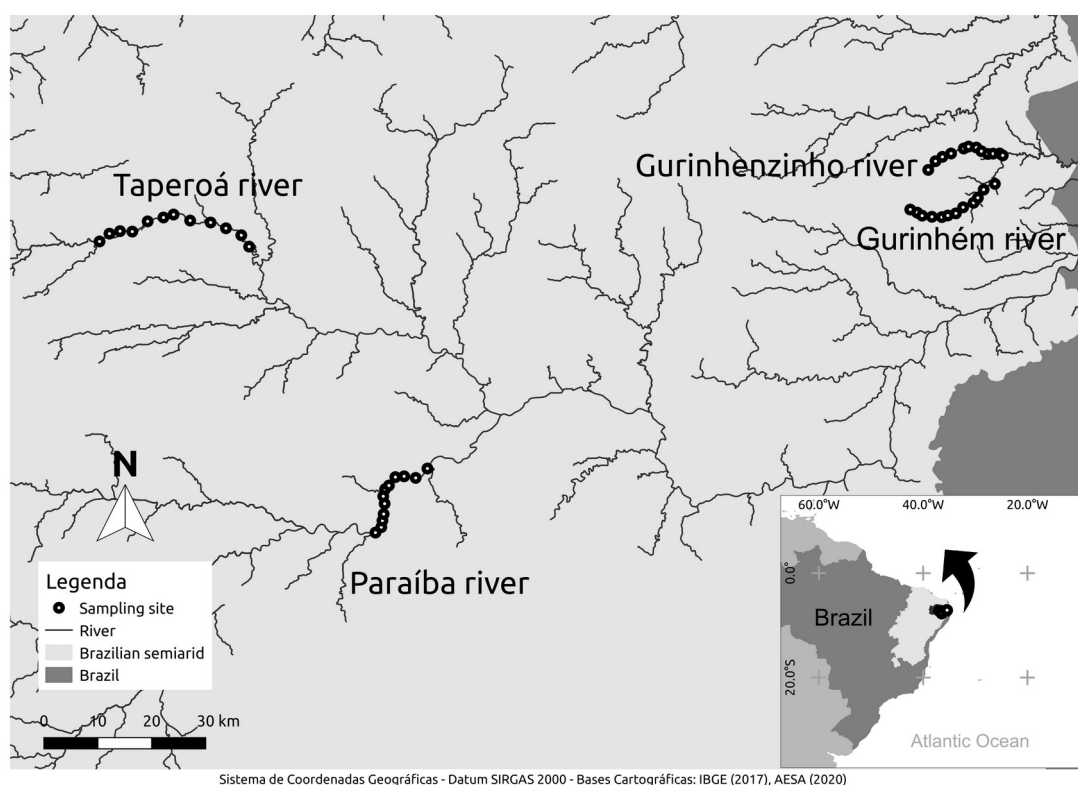 Taperoá river
Gurinhenzinho river
Gurinhém river
Paraíba river
N
Legenda
Sampling site
River
Brazilian semiarid
Brazil
0 10 20 30 km
60.0°W 40.0°W 20.0°W
0.0°
20.0°S
Brazil
Atlantic Ocean
Sistema de Coordenadas Geográficas - Datum SIRGAS 2000 - Bases Cartográficas: IBGE (2017), AESA (2020)